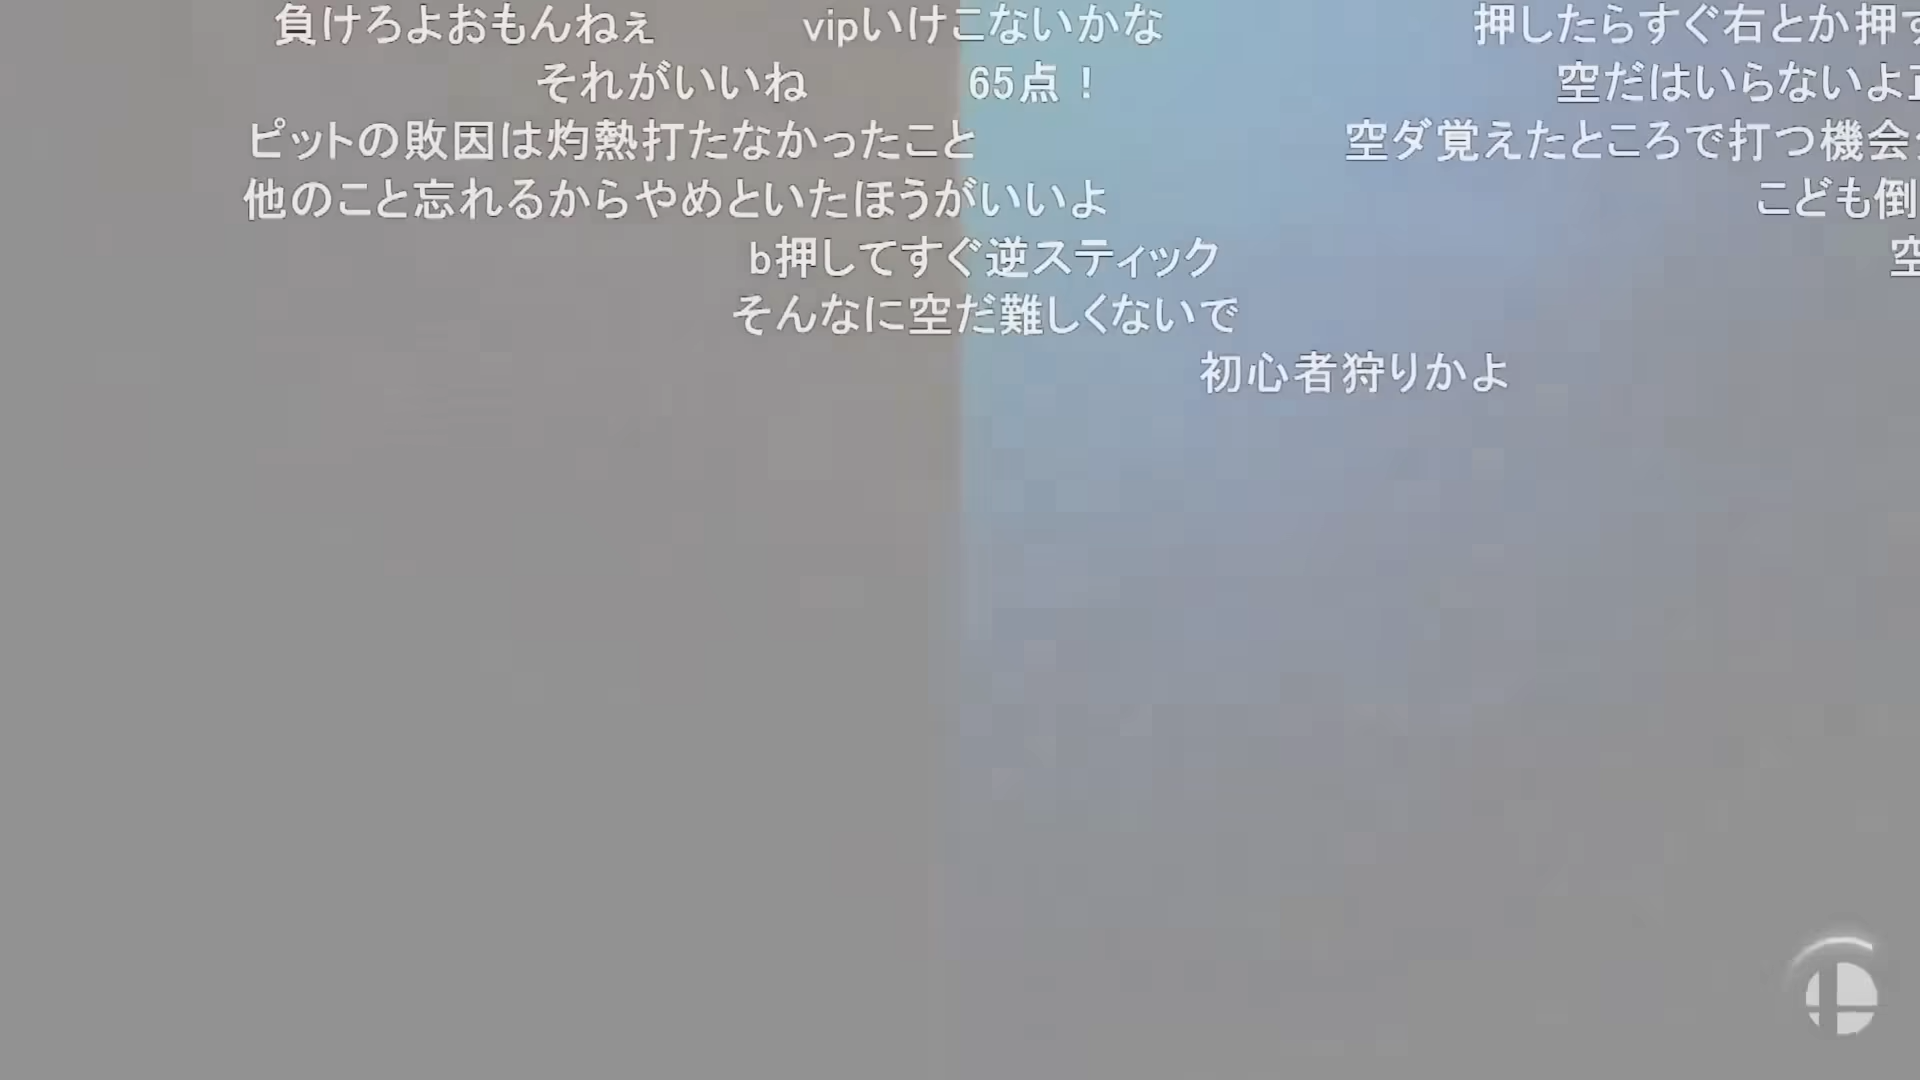 負けろよおもんねぇ vipいけこないかな 押したらすぐ右とか押す
それがいいね 65点！ 空だはいらないよ
ピットの敗因は灼熱打たなかったこと 空ダ覚えたところで打つ機会
他のこと忘れるからやめといたほうがいいよ こども倒
b押してすぐ逆スティック 空
そんなに空だ難しくないで
初心者狩りかよ